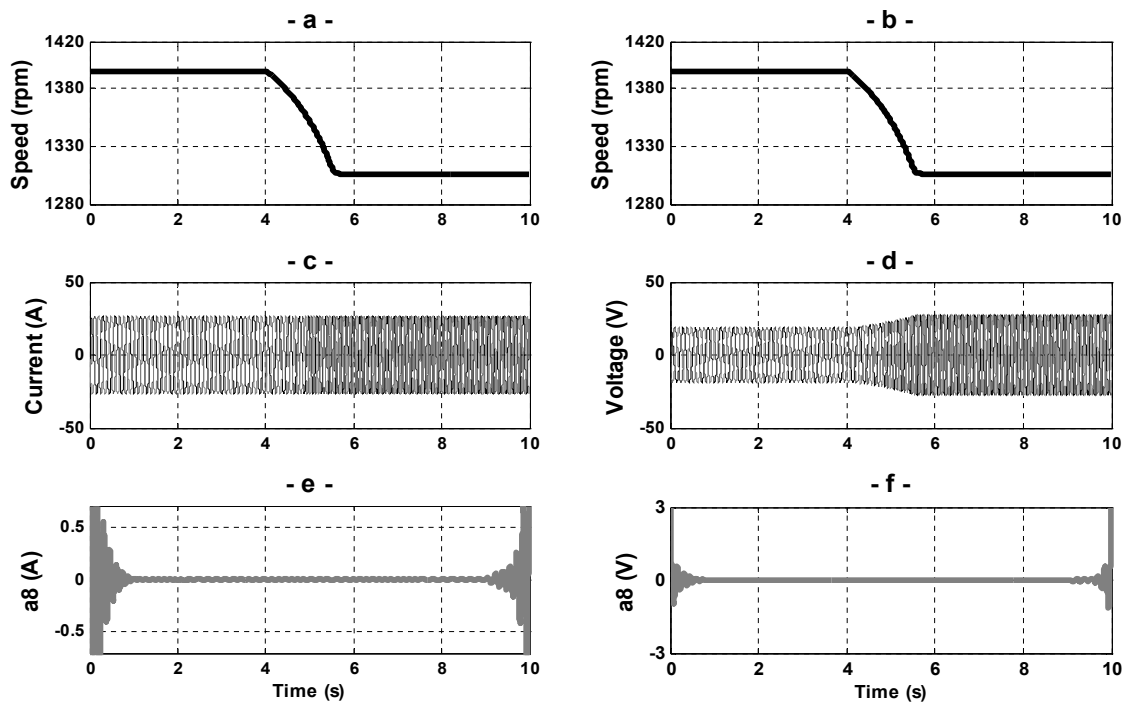 - a -
1420
1380
1330
1280
Speed (rpm)
0 2 4 6 8 10
- b -
1420
1380
1330
1280
Speed (rpm)
0 2 4 6 8 10
- c -
50
0
-50
Current (A)
0 2 4 6 8 10
- d -
50
0
-50
Voltage (V)
0 2 4 6 8 10
- e -
0.5
0
-0.5
a8 (A)
0 2 4 6 8 10
Time (s)
- f -
3
0
-3
a8 (V)
0 2 4 6 8 10
Time (s)